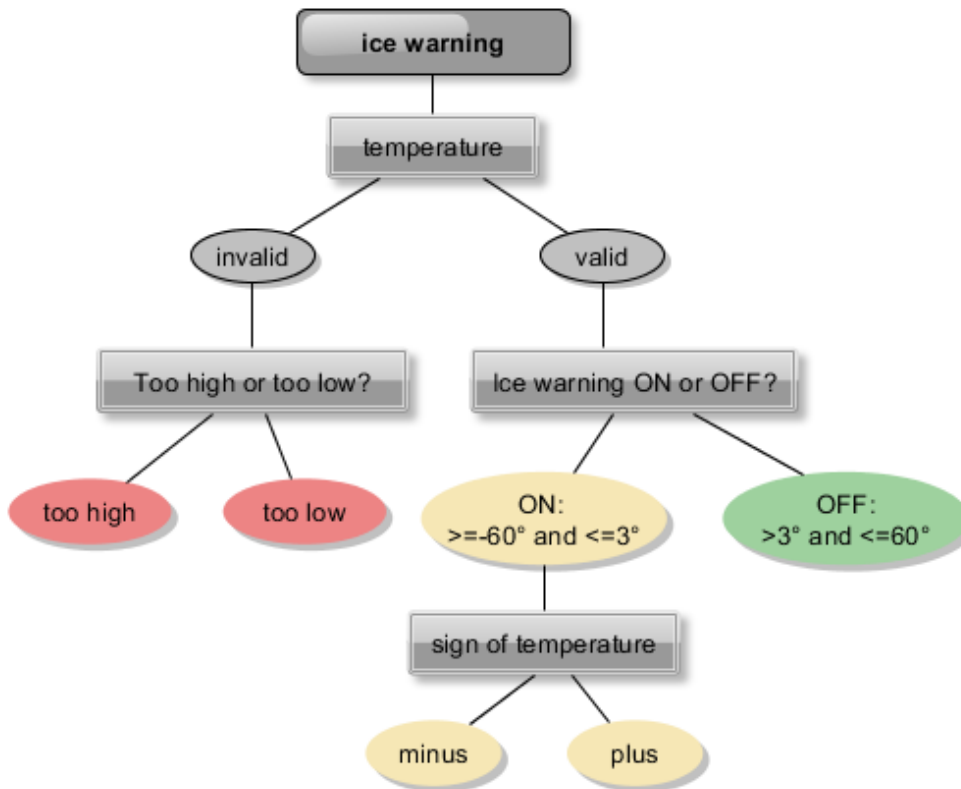 ice warning
temperature
invalid
valid
Too high or too low?
Ice warning ON or OFF?
too high
too low
ON:
>=-60° and <=3°
OFF:
>3° and <=60°
sign of temperature
minus
plus